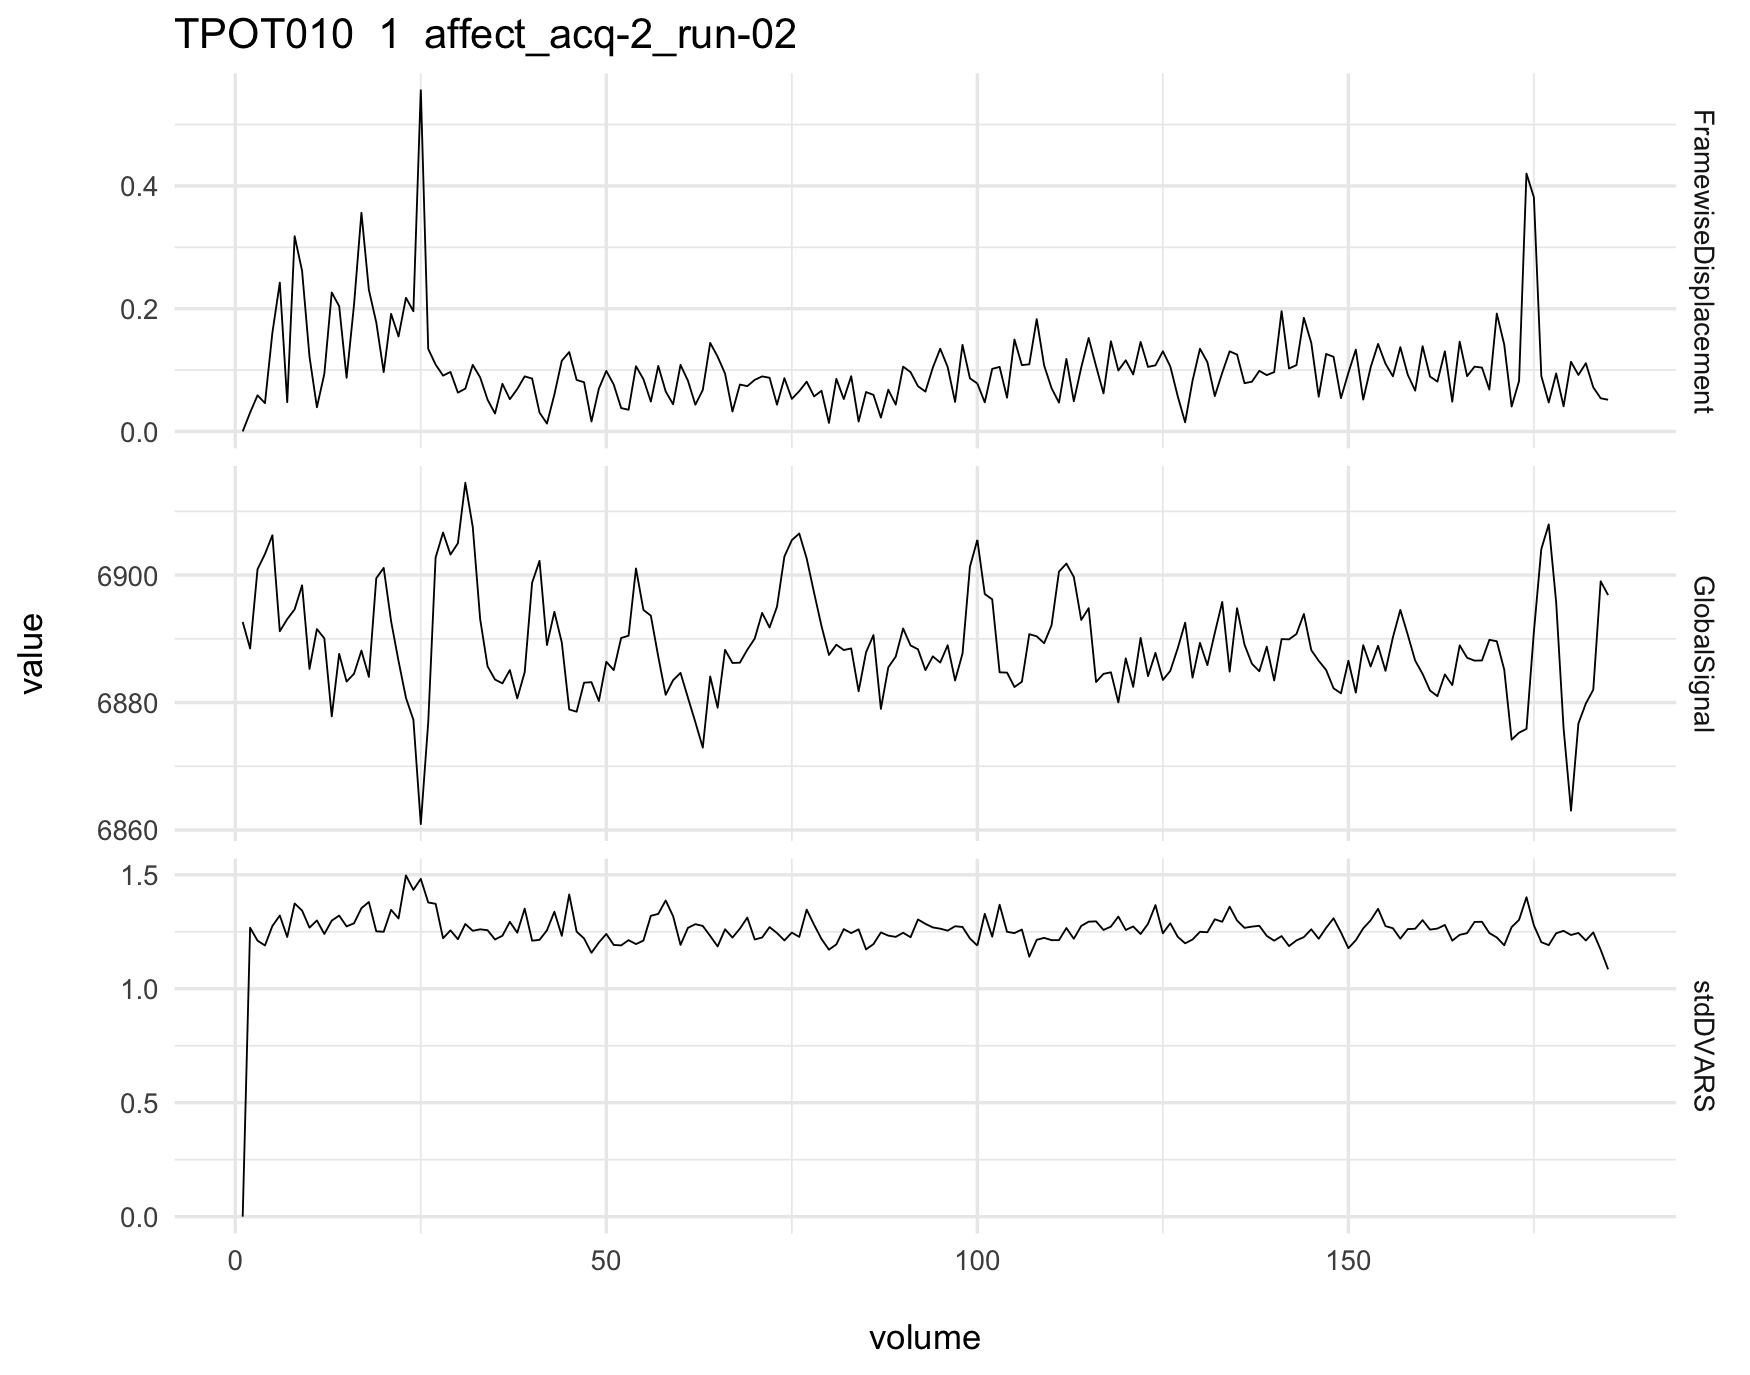 TPOT010 1 affect_acq-2_run-02
0.4
0.2
0.0
FramewiseDisplacement
6900
6880
6860
GlobalSignal
1.5
1.0
0.5
0.0
stdDVARS
value
0 50 100 150
volume